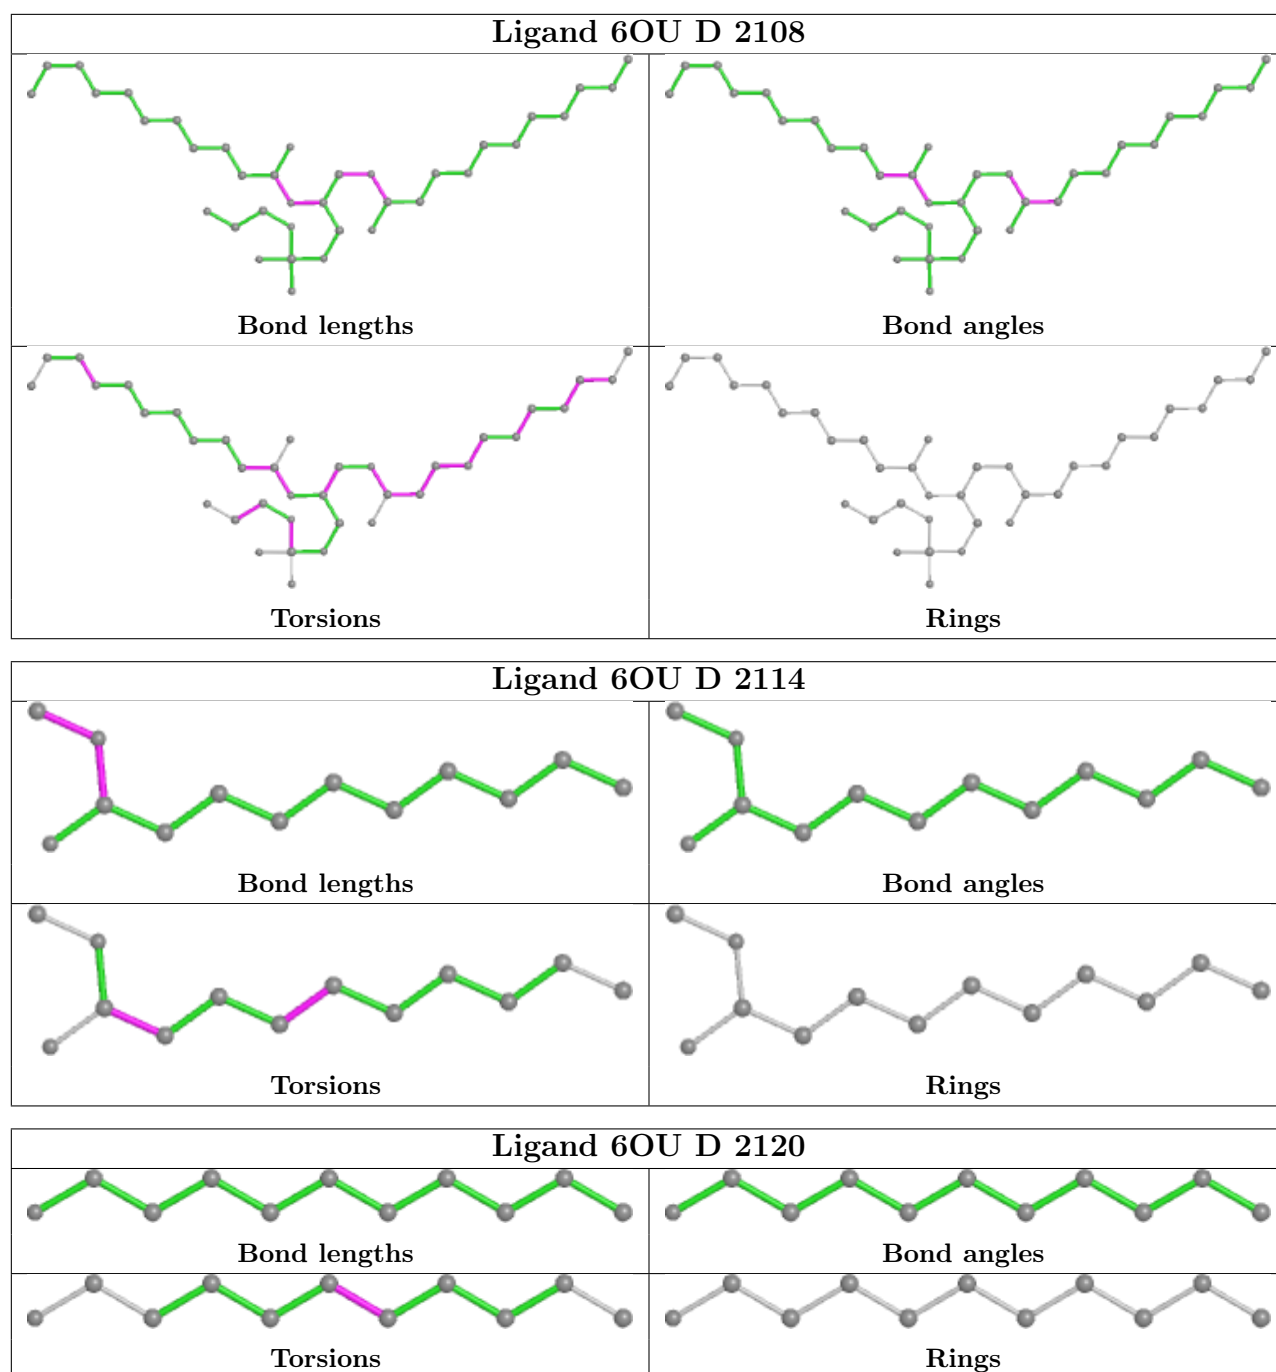 Ligand 6OU D 2108
Bond lengths
Bond angles
Torsions
Rings
Ligand 6OU D 2114
Bond lengths
Bond angles
Torsions
Rings
Ligand 6OU D 2120
Bond lengths
Bond angles
Torsions
Rings